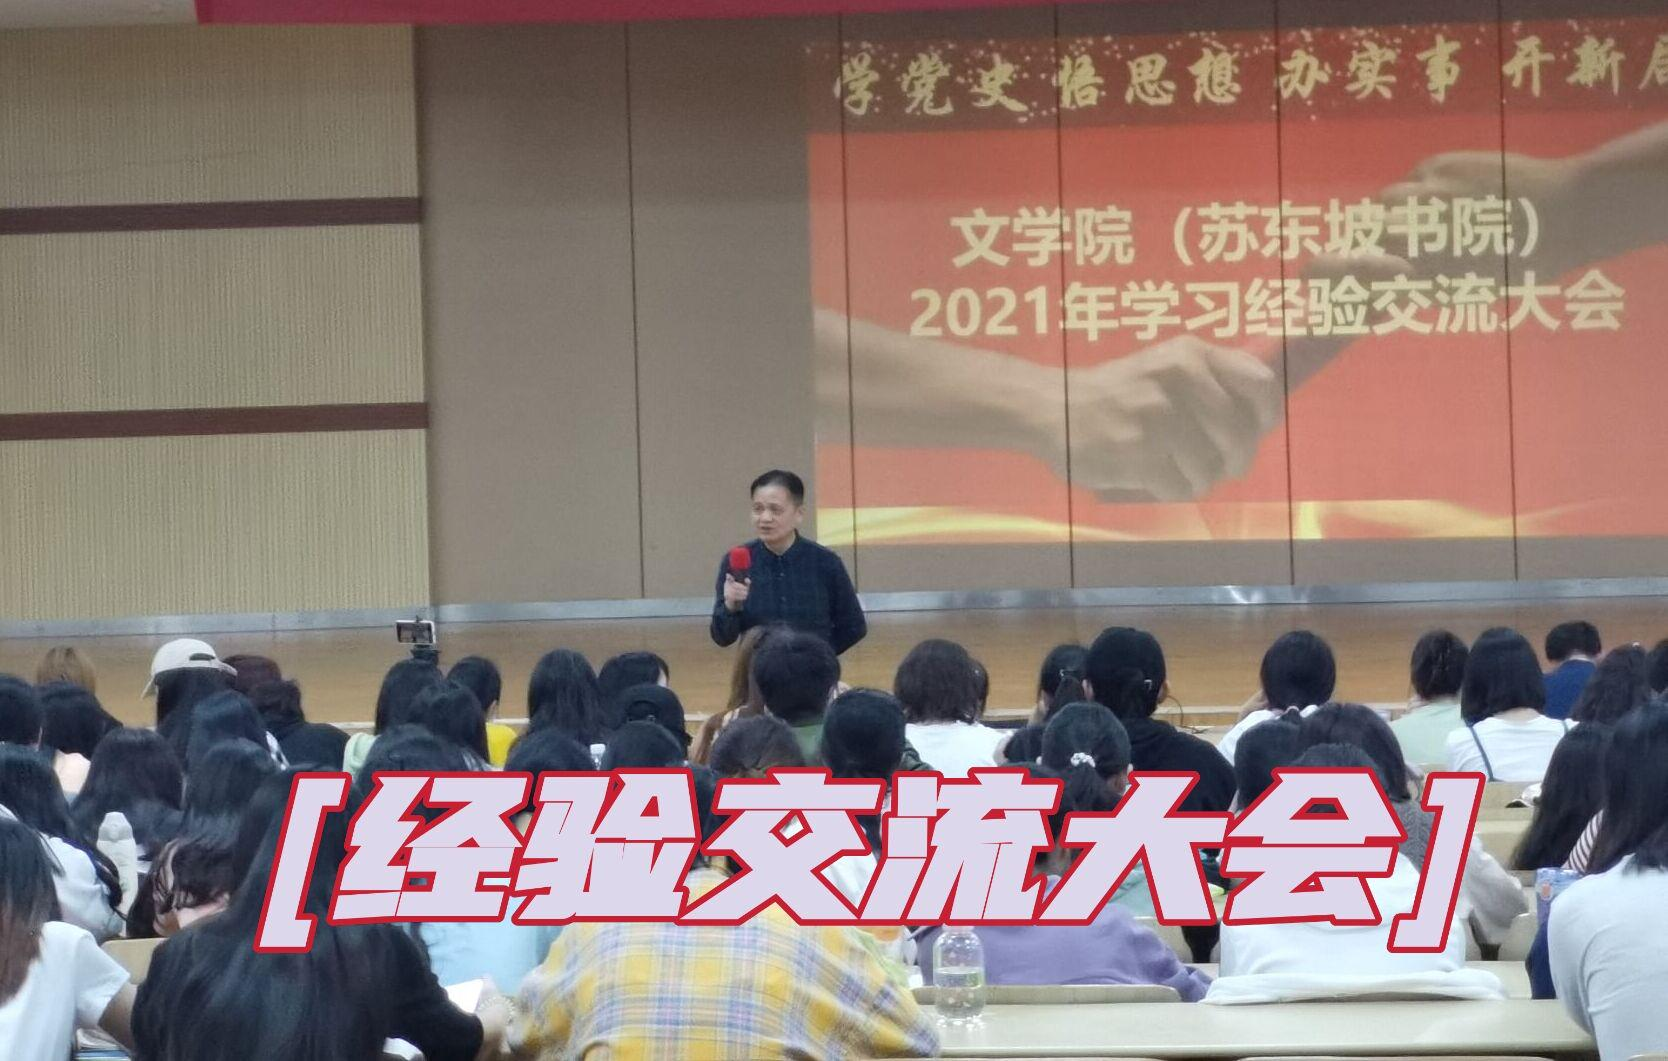 学党史 悟思想 办实事 开新
文学院（苏东坡书院）
2021年学习经验交流大会
[经验交流大会]